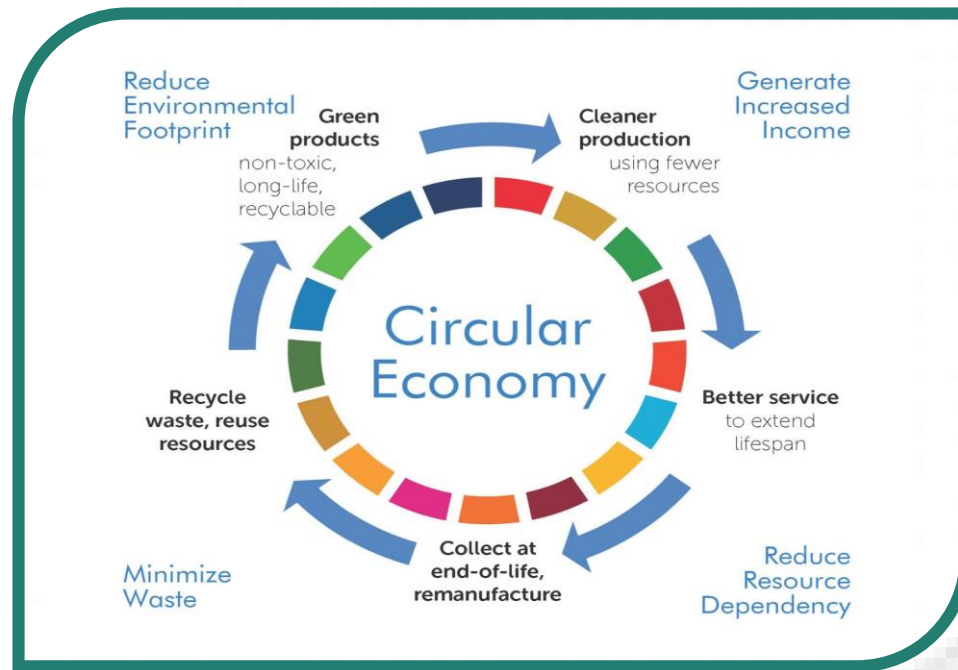 Reduce
Environmental
Footprint
Generate
Increased
Income
Green
products
non-toxic,
long-life,
recyclable
Cleaner
production
using fewer
resources
Circular
Economy
Better service
to extend
lifespan
Collect at
end-of-life,
remanufacture
Recycle
waste, reuse
resources
Minimize
Waste
Reduce
Resource
Dependency